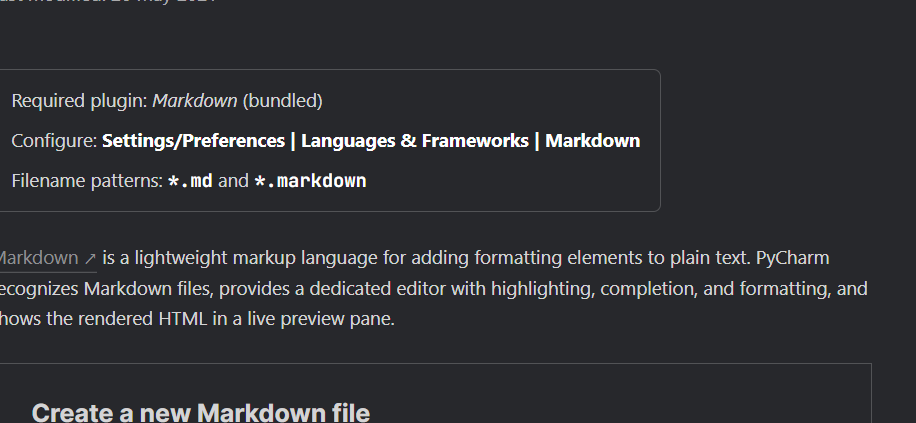 Required plugin: Markdown (bundled)
Configure: Settings/Preferences | Languages & Frameworks | Markdown
Filename patterns: *.md and *.markdown
Markdown ↗ is a lightweight markup language for adding formatting elements to plain text. PyCharm
ecognizes Markdown files, provides a dedicated editor with highlighting, completion, and formatting, and
hows the rendered HTML in a live preview pane.
Create a new Markdown file